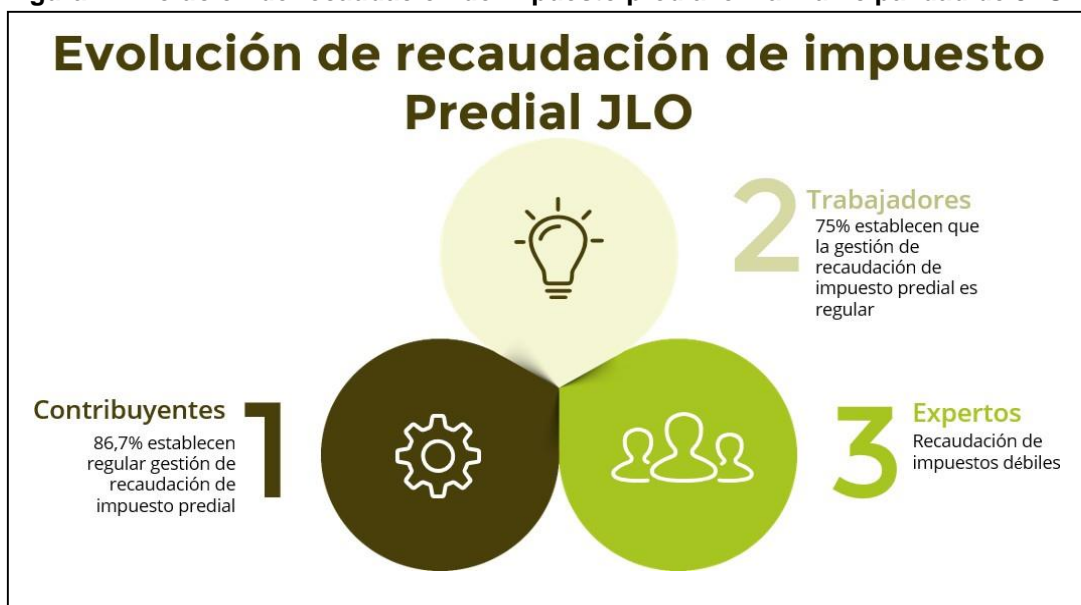 Evolución de recaudación de impuesto
Predial JLO
2
Trabajadores
75% establecen que
la gestión de
recaudación de
impuesto predial es
regular
Contribuyentes
1
86,7% establecen
regular gestión de
recaudación de
impuesto predial
3
Expertos
Recaudación de
impuestos débiles